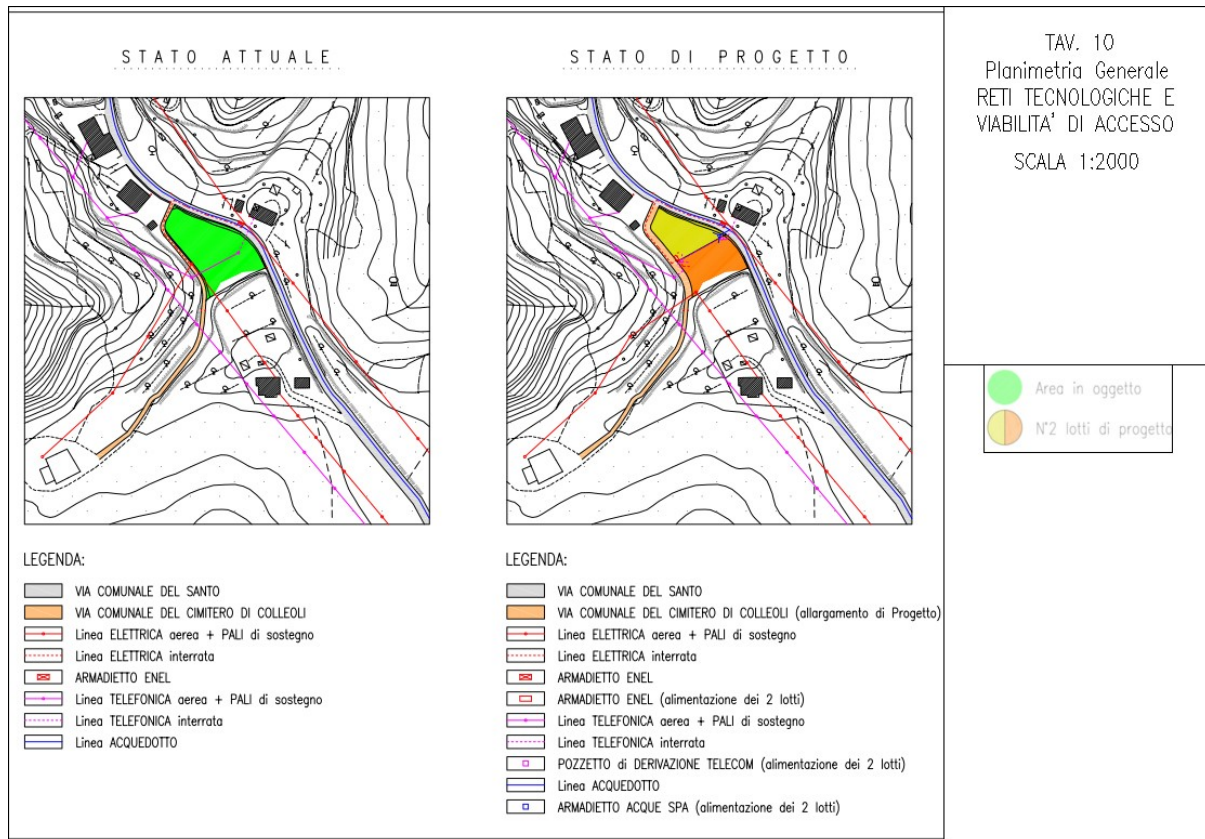 STATO ATTUALE
STATO DI PROGETTO
TAV. 10
Planimetria Generale
RETI TECNOLOGICHE E
VIABILITA' DI ACCESSO
SCALA 1:2000
Area in oggetto
N°2 lotti di progetto
LEGENDA:
VIA COMUNALE DEL SANTO
VIA COMUNALE DEL CIMITERO DI COLLEOLI
Linea ELETTRICA aerea + PALI di sostegno
Linea ELETTRICA interrata
ARMADIETTO ENEL
Linea TELEFONICA aerea + PALI di sostegno
Linea TELEFONICA interrata
Linea ACQUEDOTTO
LEGENDA:
VIA COMUNALE DEL SANTO
VIA COMUNALE DEL CIMITERO DI COLLEOLI (allargamento di Progetto)
Linea ELETTRICA aerea + PALI di sostegno
Linea ELETTRICA interrata
ARMADIETTO ENEL
ARMADIETTO ENEL (alimentazione dei 2 lotti)
Linea TELEFONICA aerea + PALI di sostegno
Linea TELEFONICA interrata
POZZETTO di DERIVAZIONE TELECOM (alimentazione dei 2 lotti)
Linea ACQUEDOTTO
ARMADIETTO ACQUE SPA (alimentazione dei 2 lotti)